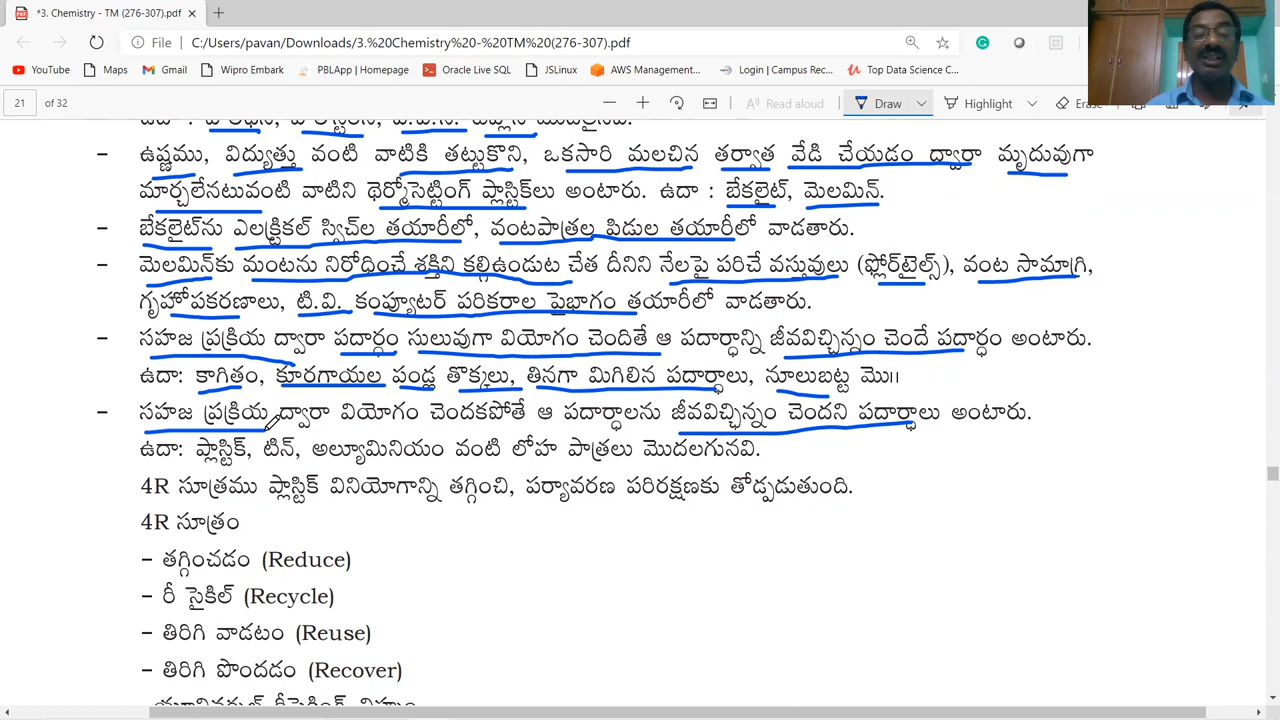 *3. Chemistry - TM (276-307).pdf
File C:/Users/pavan/Downloads/3.%20Chemistry%20-%20TM%20(276-307).pdf
YouTube Maps Gmail Wipro Embark PBLApp | Homepage Oracle Live SQL JSLinux AWS Management... Login | Campus Rec... Top Data Science C...
21 of 32 Read aloud Draw Highlight Erase
- ఉష్ణము, విద్యుత్తు వంటి వాటికి తట్టుకొని, ఒకసారి మలచిన తర్వాత వేడి చేయడం ద్వారా మృదువుగా
మార్చలేనటువంటి వాటిని థెర్మోసెట్టింగ్ ప్లాస్టిక్‌లు అంటారు. ఉదా : బేకలైట్, మెలమిన్.
- బేకలైట్‌ను ఎలక్ట్రికల్ స్విచ్‌ల తయారీలో, వంటపాత్రల పిడుల తయారీలో వాడతారు.
- మెలమిన్‌కు మంటను నిరోధించే శక్తిని కల్గిఉండుట చేత దీనిని నేలపై పరిచే వస్తువులు (ఫ్లోర్‌టైల్స్), వంట సామాగ్రి,
గృహోపకరణాలు, టి.వి. కంప్యూటర్ పరికరాల పైభాగం తయారీలో వాడతారు.
- సహజ ప్రక్రియ ద్వారా పదార్ధం సులువుగా వియోగం చెందితే ఆ పదార్ధాన్ని జీవవిచ్చిన్నం చెందే పదార్ధం అంటారు.
ఉదా: కాగితం, కూరగాయల పండ్ల తొక్కలు, తినగా మిగిలిన పదార్ధాలు, నూలుబట్ట మొ॥
- సహజ ప్రక్రియ ద్వారా వియోగం చెందకపోతే ఆ పదార్ధాలను జీవవిచ్ఛిన్నం చెందని పదార్ధాలు అంటారు.
ఉదా: ప్లాస్టిక్, టిన్, అల్యూమినియం వంటి లోహ పాత్రలు మొదలగునవి.
4R సూత్రము ప్లాస్టిక్ వినియోగాన్ని తగ్గించి, పర్యావరణ పరిరక్షణకు తోడ్పడుతుంది.
4R సూత్రం
- తగ్గించడం (Reduce)
- రీ సైకిల్ (Recycle)
- తిరిగి వాడటం (Reuse)
- తిరిగి పొందడం (Recover)